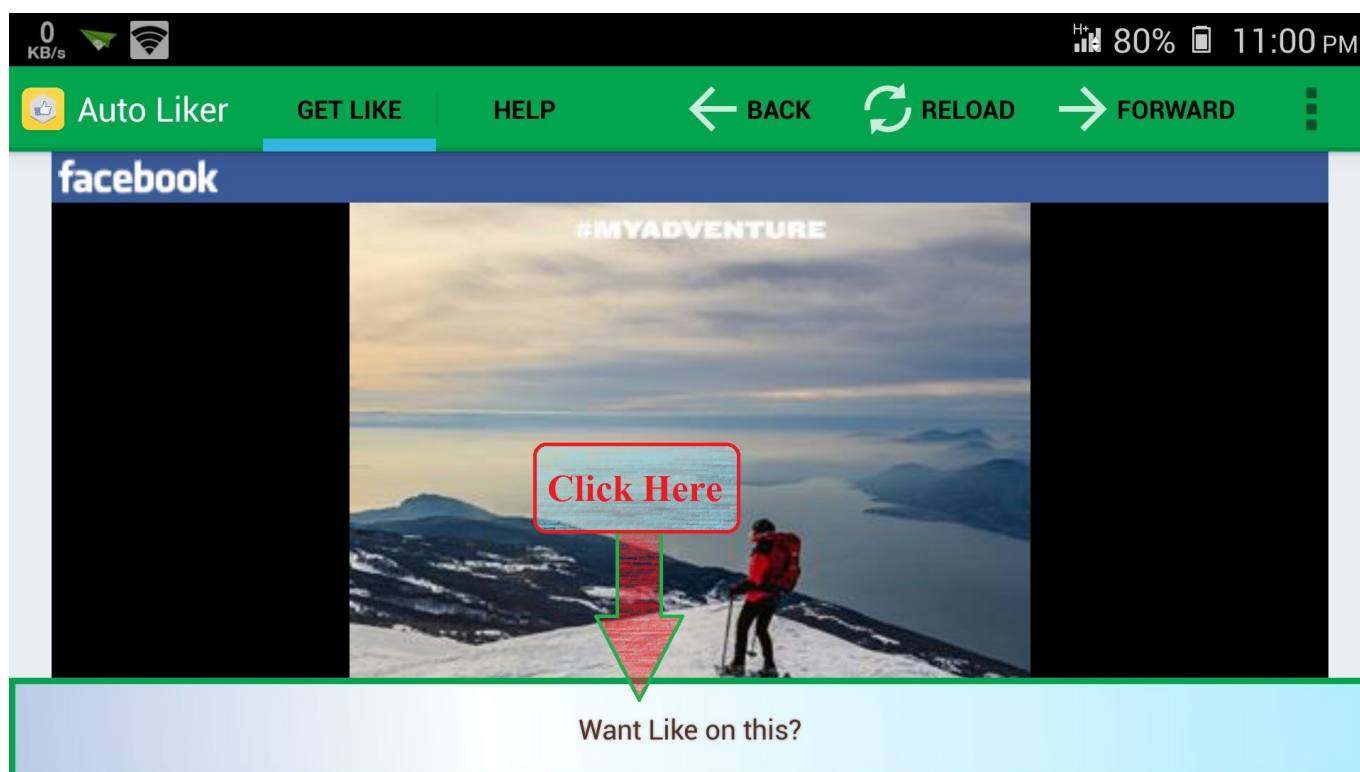 0
KB/s
H+ 80% 11:00 PM
Auto Liker GET LIKE HELP BACK RELOAD FORWARD
facebook
#MYADVENTURE
Click Here
Want Like on this?